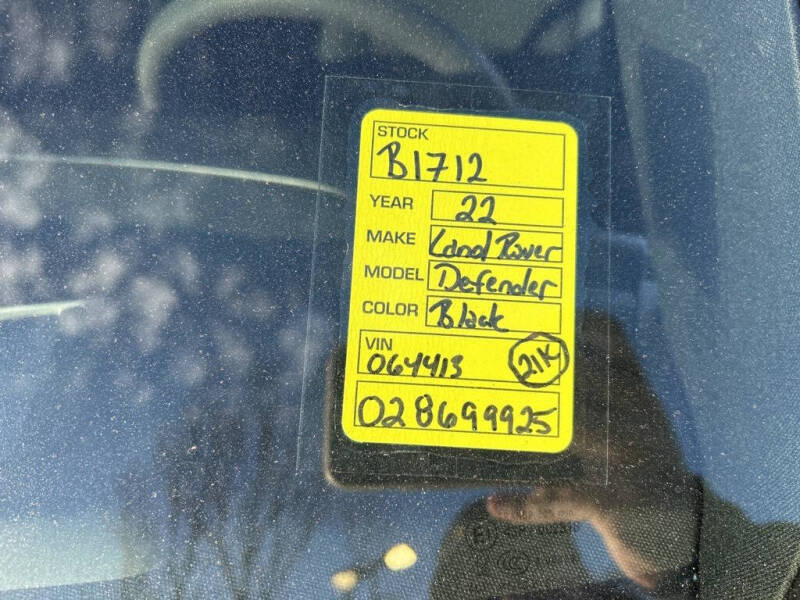 STOCK
B1712
YEAR 22
MAKE Land Rover
MODEL Defender
COLOR Black
VIN
064413 21K
028699925